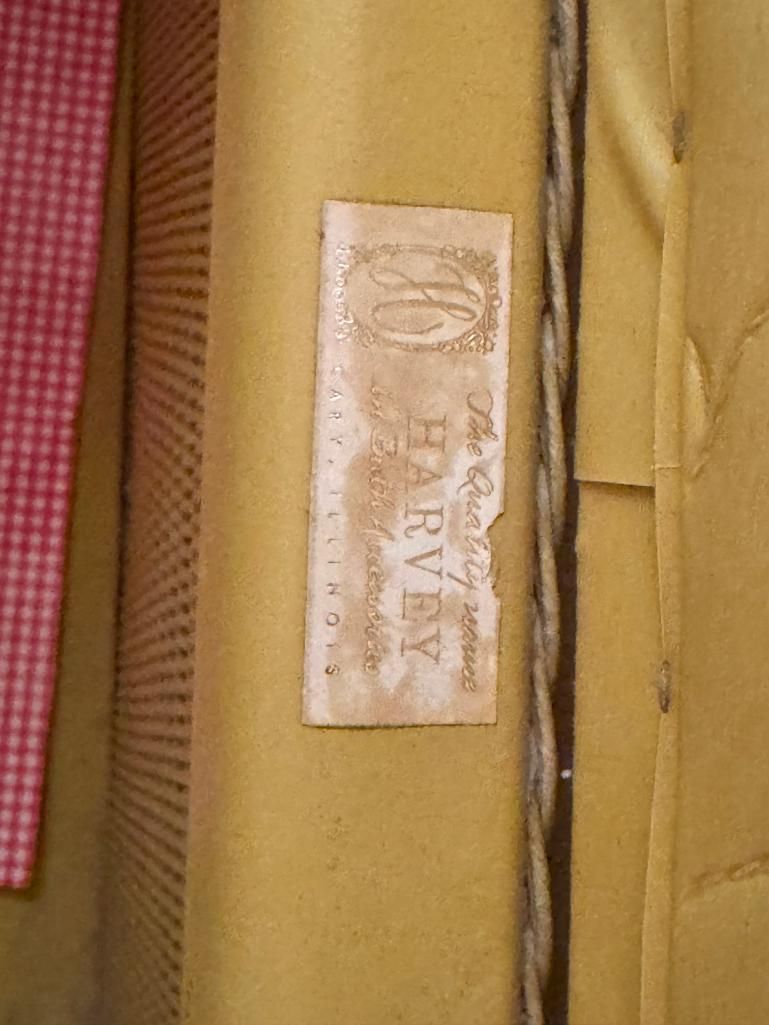 H
The Quality name
HARVEY
in Bath Accessories
CARY, ILLINOIS